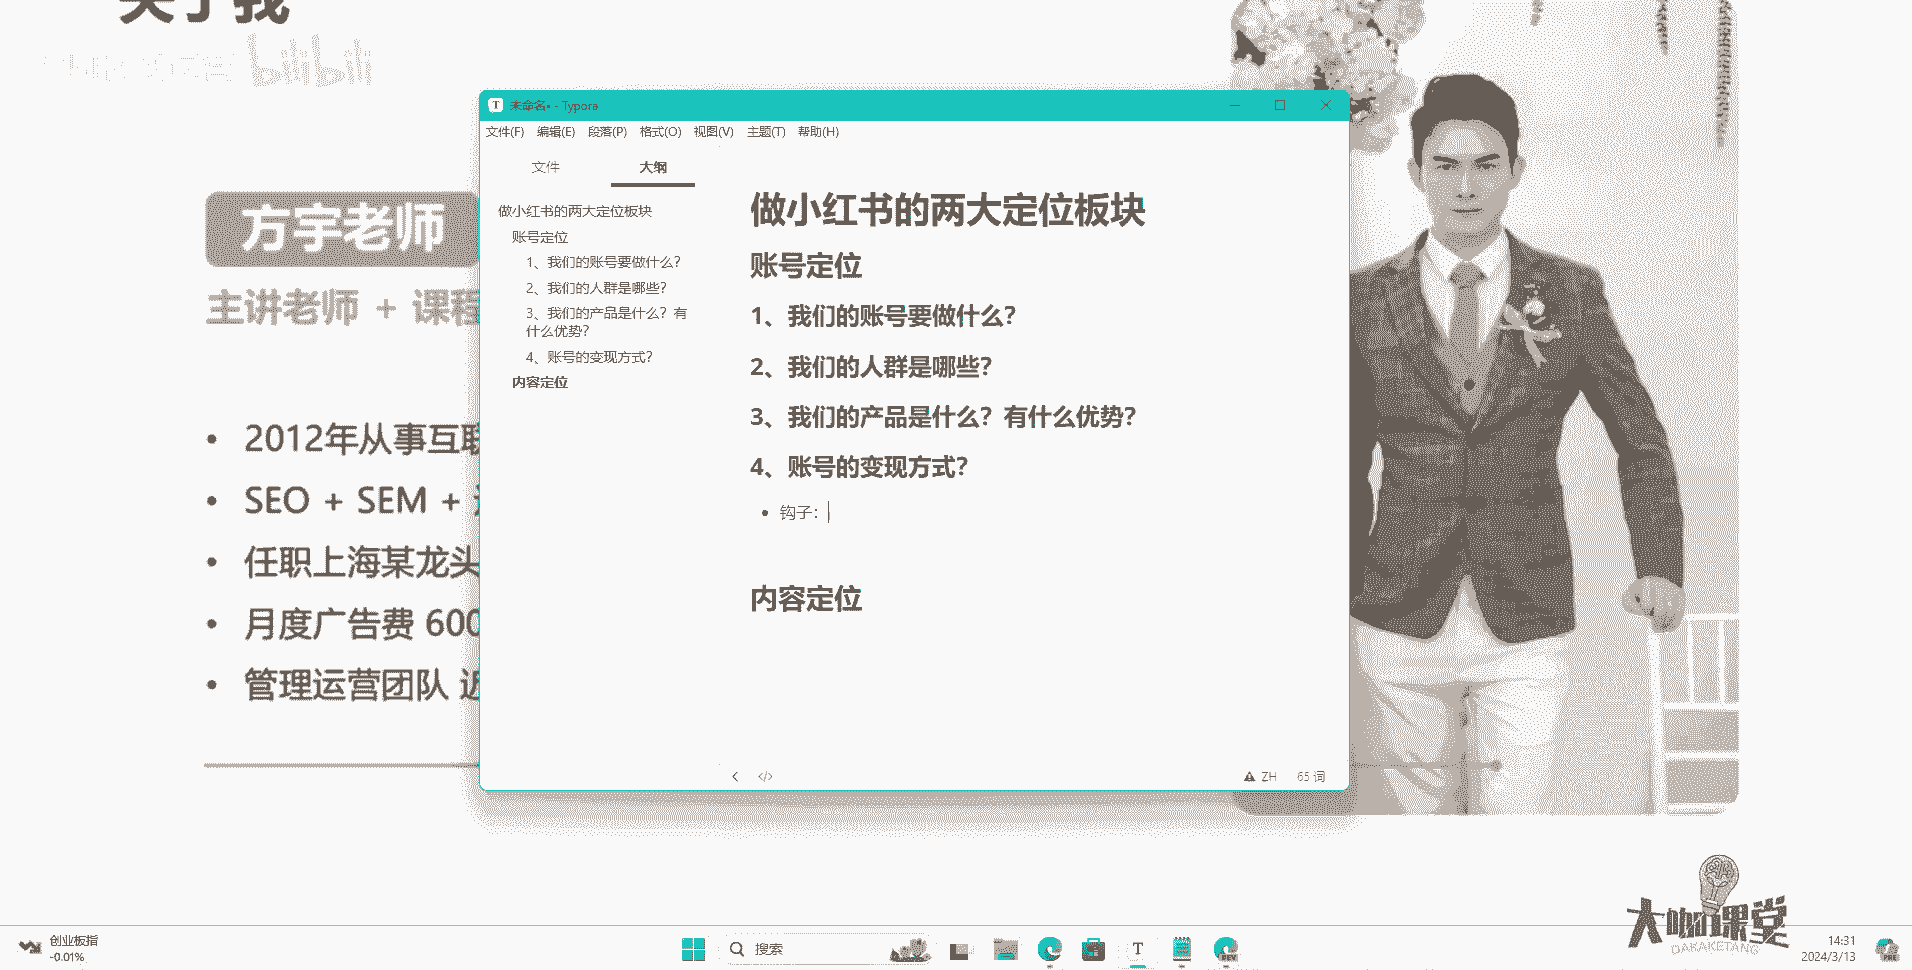 关于我
bilibili
方宇老师
主讲老师 + 课程
2012年从事互联
SEO + SEM +
任职上海某龙头
月度广告费 600
管理运营团队 近
未命名• - Typora
文件(F) 编辑(E) 段落(P) 格式(O) 视图(V) 主题(T) 帮助(H)
文件 大纲
做小红书的两大定位板块
账号定位
1、我们的账号要做什么？
2、我们的人群是哪些？
3、我们的产品是什么？有
什么优势？
4、账号的变现方式？
内容定位
做小红书的两大定位板块
账号定位
1、我们的账号要做什么？
2、我们的人群是哪些？
3、我们的产品是什么？有什么优势？
4、账号的变现方式？
钩子：
内容定位
ZH 65 词
大咖课堂
DAKAKETANG
创业板指
-0.01%
搜索
DEV
14:31
2024/3/13
PRE